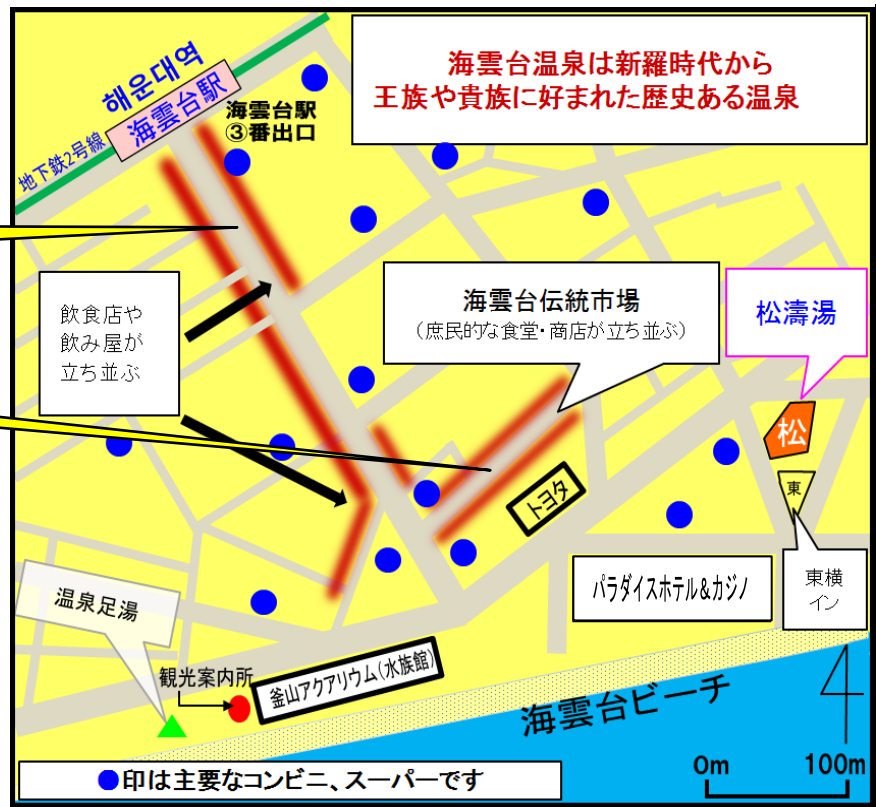 海雲台温泉は新羅時代から
王族や貴族に好まれた歴史ある温泉
해운대역
海雲台駅
地下鉄2号線
海雲台駅
③番出口
飲食店や
飲み屋が
立ち並ぶ
海雲台伝統市場
(庶民的な食堂・商店が立ち並ぶ)
松濤湯
松
東
トヨタ
東横
イン
パラダイスホテル&カジノ
温泉足湯
観光案内所
釜山アクアリウム(水族館)
海雲台ビーチ
4
0m
100m
●印は主要なコンビニ、スーパーです